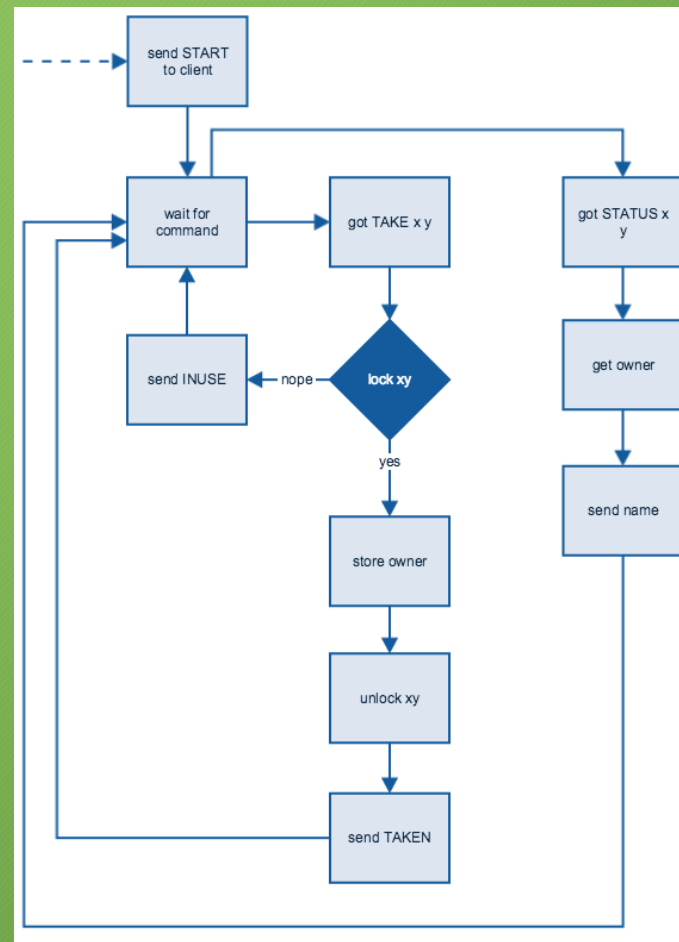 send START
to client
wait for
command
got TAKE x y
got STATUS x
y
send INUSE
nope
lock xy
get owner
yes
send name
store owner
unlock xy
send TAKEN